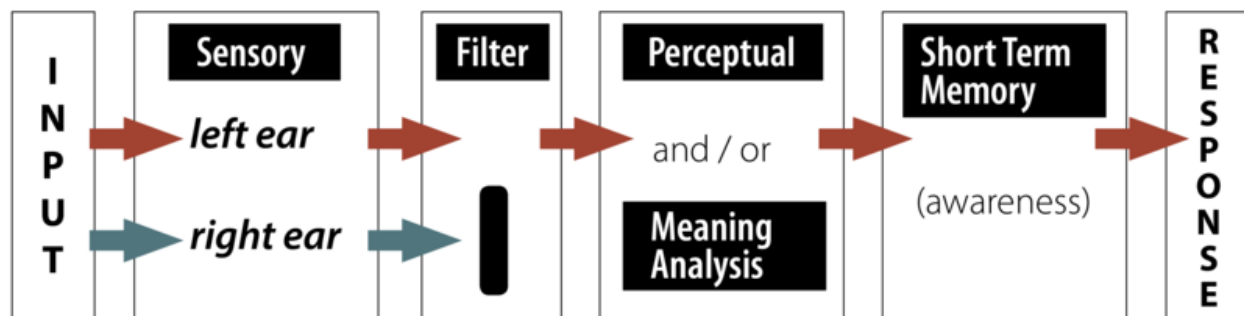 INPUT
Sensory
left ear
right ear
Filter
Perceptual
and / or
Meaning
Analysis
Short Term
Memory
(awareness)
RESPONSE